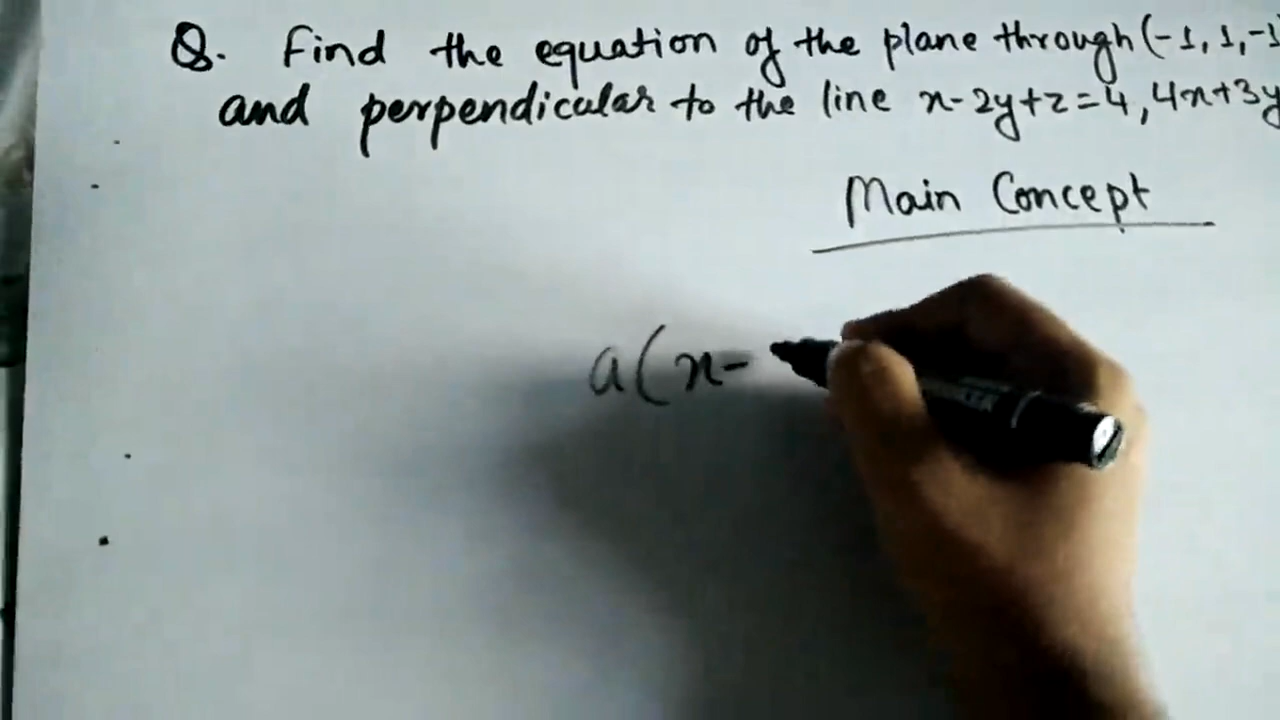 Q. Find the equation of the plane through (-1, 1, -1
and perpendicular to the line x-2y+z=4, 4x+3y
Main Concept
a(x-